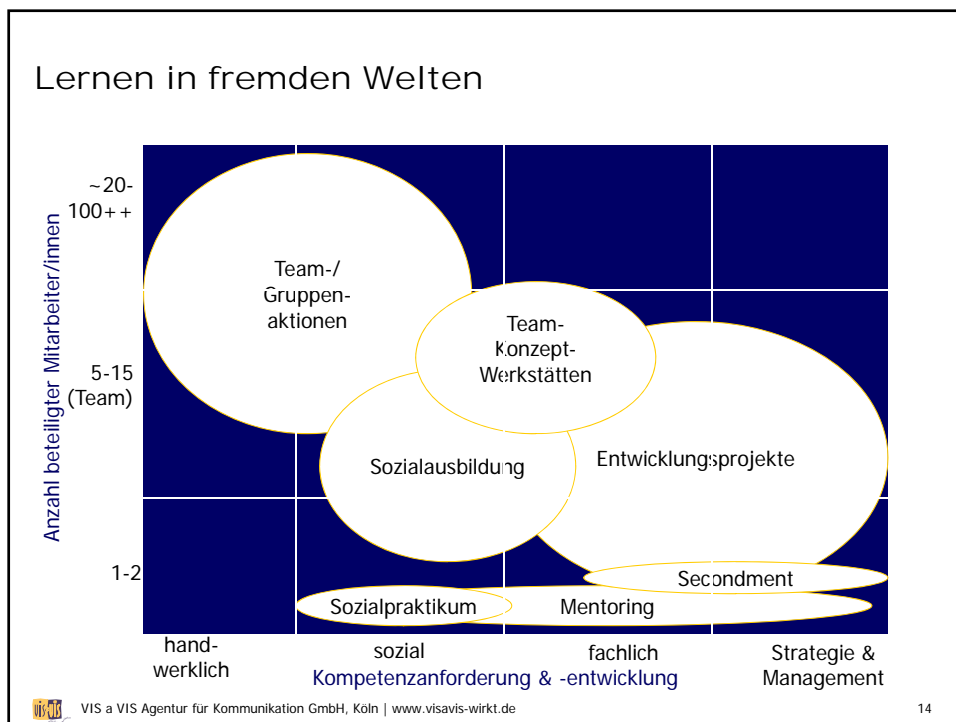 Lernen in fremden Welten
Anzahl beteiligter Mitarbeiter/innen
~20-
100++
5-15
(Team)
1-2
Team-/
Gruppen-
aktionen
Team-
Konzept-
Werkstätten
Sozialausbildung
Entwicklungsprojekte
Secondment
Sozialpraktikum
Mentoring
hand-
werklich
sozial
fachlich
Strategie &
Management
Kompetenzanforderung & -entwicklung
vis-à-vis
VIS a VIS Agentur für Kommunikation GmbH, Köln | www.visavis-wirkt.de
14